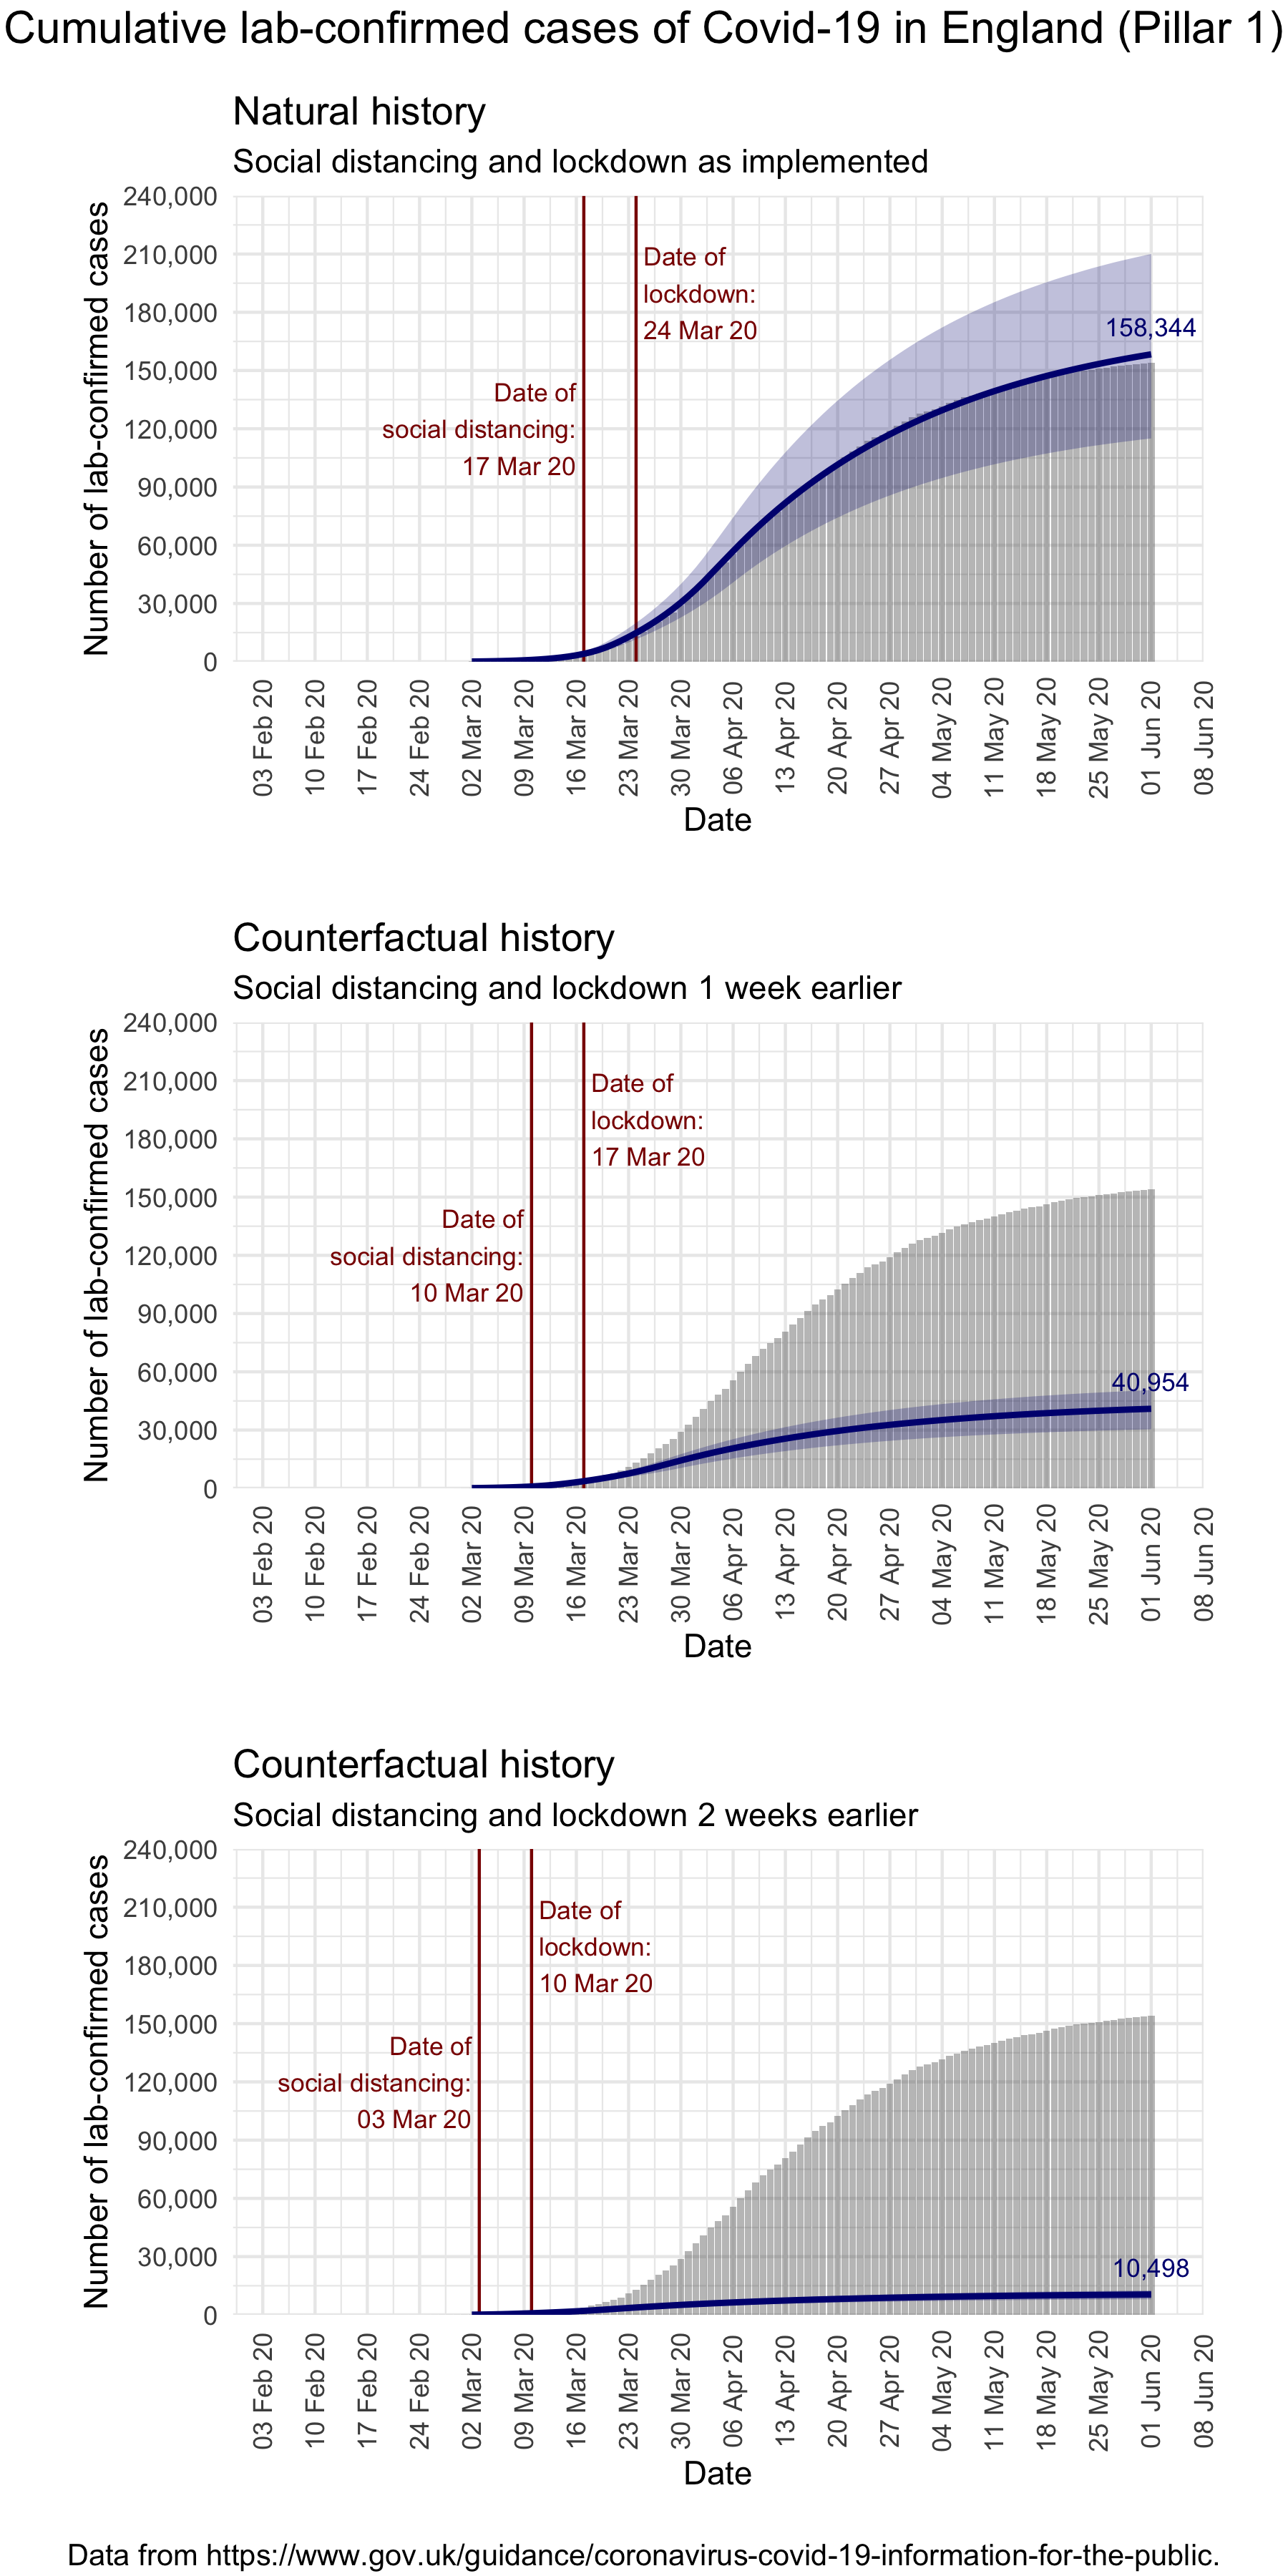 Cumulative lab-confirmed cases of Covid-19 in England (Pillar 1)
Natural history
Social distancing and lockdown as implemented
Number of lab-confirmed cases
240,000
210,000
180,000
150,000
120,000
90,000
60,000
30,000
0
Date of
lockdown:
24 Mar 20
Date of
social distancing:
17 Mar 20
158,344
03 Feb 20
10 Feb 20
17 Feb 20
24 Feb 20
02 Mar 20
09 Mar 20
16 Mar 20
23 Mar 20
30 Mar 20
06 Apr 20
13 Apr 20
20 Apr 20
27 Apr 20
04 May 20
11 May 20
18 May 20
25 May 20
01 Jun 20
08 Jun 20
Date
Counterfactual history
Social distancing and lockdown 1 week earlier
Number of lab-confirmed cases
240,000
210,000
180,000
150,000
120,000
90,000
60,000
30,000
0
Date of
lockdown:
17 Mar 20
Date of
social distancing:
10 Mar 20
40,954
03 Feb 20
10 Feb 20
17 Feb 20
24 Feb 20
02 Mar 20
09 Mar 20
16 Mar 20
23 Mar 20
30 Mar 20
06 Apr 20
13 Apr 20
20 Apr 20
27 Apr 20
04 May 20
11 May 20
18 May 20
25 May 20
01 Jun 20
08 Jun 20
Date
Counterfactual history
Social distancing and lockdown 2 weeks earlier
Number of lab-confirmed cases
240,000
210,000
180,000
150,000
120,000
90,000
60,000
30,000
0
Date of
lockdown:
10 Mar 20
Date of
social distancing:
03 Mar 20
10,498
03 Feb 20
10 Feb 20
17 Feb 20
24 Feb 20
02 Mar 20
09 Mar 20
16 Mar 20
23 Mar 20
30 Mar 20
06 Apr 20
13 Apr 20
20 Apr 20
27 Apr 20
04 May 20
11 May 20
18 May 20
25 May 20
01 Jun 20
08 Jun 20
Date
Data from https://www.gov.uk/guidance/coronavirus-covid-19-information-for-the-public.